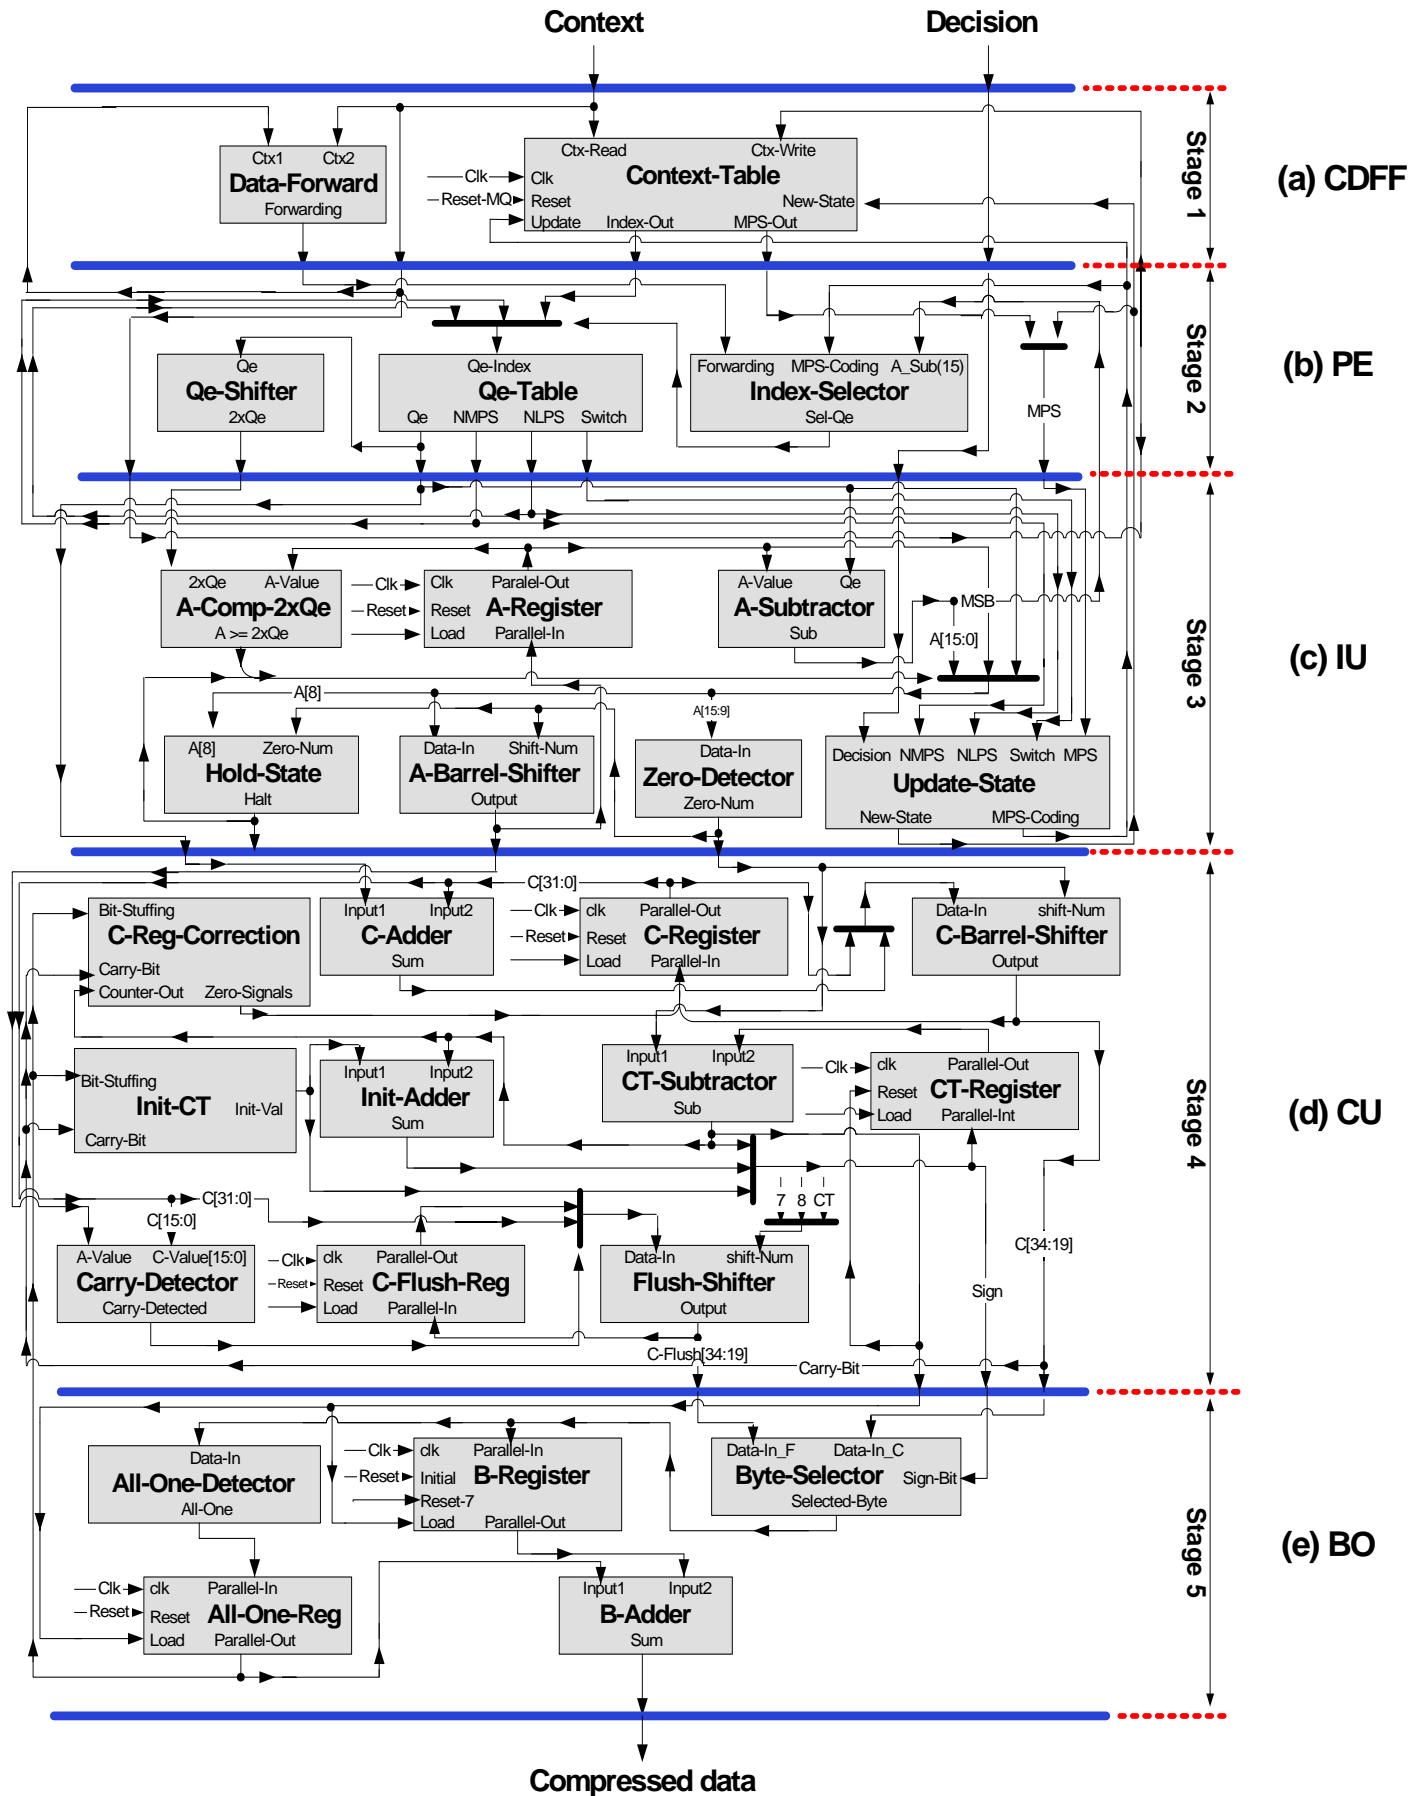 Context
Decision
Ctx1
Ctx2
Data-Forward
Forwarding
Ctx-Read
Ctx-Write
Context-Table
Clk
Clk
Reset-MQ
Reset
New-State
Update
Index-Out
MPS-Out
Stage 1
(a) CDFF
Qe
Qe-Shifter
2xQe
Qe-Index
Qe-Table
Qe
NMPS
NLPS
Switch
Forwarding
MPS-Coding
A_Sub(15)
Index-Selector
Sel-Qe
MPS
Stage 2
(b) PE
2xQe
A-Value
A-Comp-2xQe
A >= 2xQe
Clk
Clk
Paralel-Out
Reset
Reset
A-Register
Load
Parallel-In
A-Value
Qe
A-Subtractor
Sub
MSB
A[15:0]
A[8]
A[15:9]
A[8]
Zero-Num
Hold-State
Halt
Data-In
Shift-Num
A-Barrel-Shifter
Output
Data-In
Zero-Detector
Zero-Num
Decision
NMPS
NLPS
Switch
MPS
Update-State
New-State
MPS-Coding
Stage 3
(c) IU
C[31:0]
Bit-Stuffing
C-Reg-Correction
Carry-Bit
Counter-Out
Zero-Signals
Input1
Input2
C-Adder
Sum
Clk
clk
Parallel-Out
Reset
Reset
C-Register
Load
Parallel-In
Data-In
shift-Num
C-Barrel-Shifter
Output
Bit-Stuffing
Init-CT
Init-Val
Carry-Bit
Input1
Input2
Init-Adder
Sum
Input1
Input2
CT-Subtractor
Sub
Clk
clk
Parallel-Out
Reset
CT-Register
Load
Parallel-Int
7
8
CT
C[31:0]
C[15:0]
A-Value
C-Value[15:0]
Carry-Detector
Carry-Detected
Clk
clk
Parallel-Out
Reset
Reset
C-Flush-Reg
Load
Parallel-In
Data-In
shift-Num
Flush-Shifter
Output
C[34:19]
Sign
C-Flush[34:19]
Carry-Bit
Stage 4
(d) CU
Data-In
All-One-Detector
All-One
Clk
clk
Parallel-In
Reset
Initial
B-Register
Reset-7
Load
Parallel-Out
Data-In_F
Data-In_C
Byte-Selector
Sign-Bit
Selected-Byte
Clk
clk
Parallel-In
Reset
Reset
All-One-Reg
Load
Parallel-Out
Input1
Input2
B-Adder
Sum
Stage 5
(e) BO
Compressed data